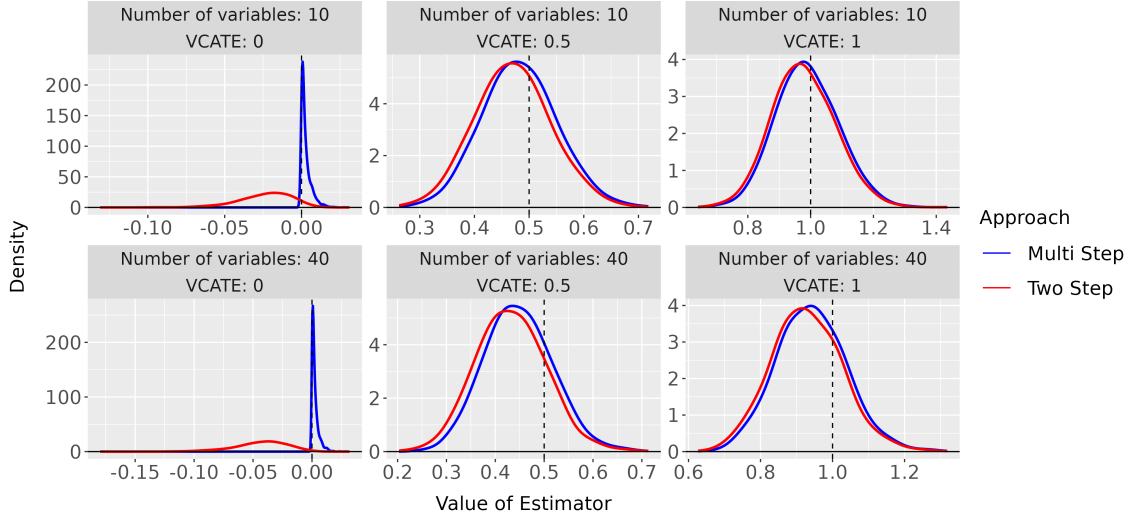 Number of variables: 10
VCATE: 0
Number of variables: 10
VCATE: 0.5
Number of variables: 10
VCATE: 1
200
150
100
50
0
-0.10
-0.05
0.00
4
2
0
0.3
0.4
0.5
0.6
0.7
4
3
2
1
0
0.8
1.0
1.2
1.4
Number of variables: 40
VCATE: 0
Number of variables: 40
VCATE: 0.5
Number of variables: 40
VCATE: 1
200
100
0
-0.15
-0.10
-0.05
0.00
4
2
0
0.2
0.3
0.4
0.5
0.6
0.7
4
3
2
1
0
0.6
0.8
1.0
1.2
Density
Value of Estimator
Approach
Multi Step
Two Step